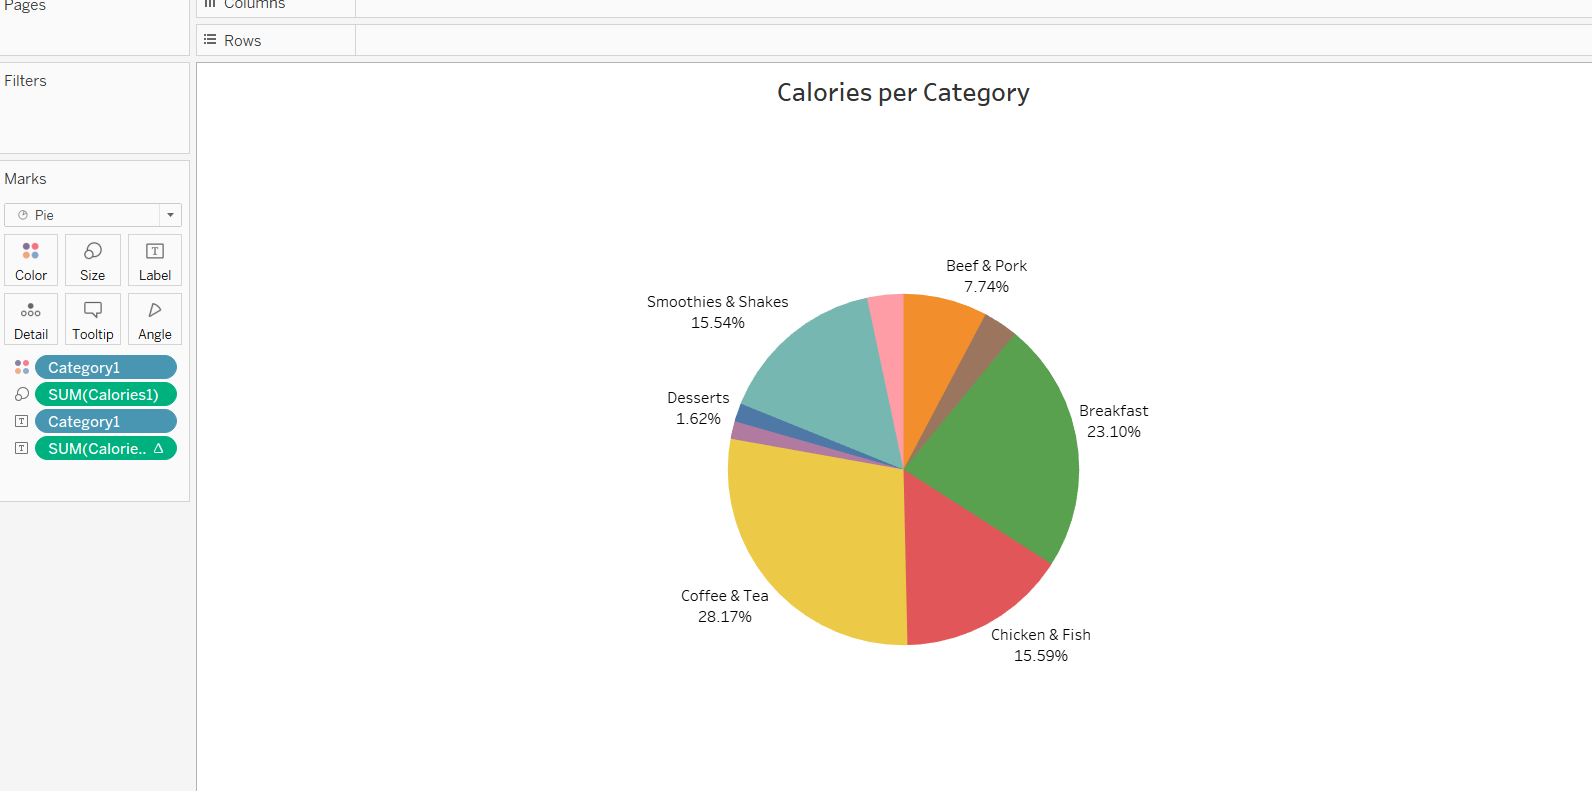 Pages
Columns
Rows
Filters
Marks
Pie
Color
Size
Label
Detail
Tooltip
Angle
Category1
SUM(Calories1)
Category1
SUM(Calorie..
Calories per Category
Beef & Pork
7.74%
Smoothies & Shakes
15.54%
Desserts
1.62%
Breakfast
23.10%
Coffee & Tea
28.17%
Chicken & Fish
15.59%